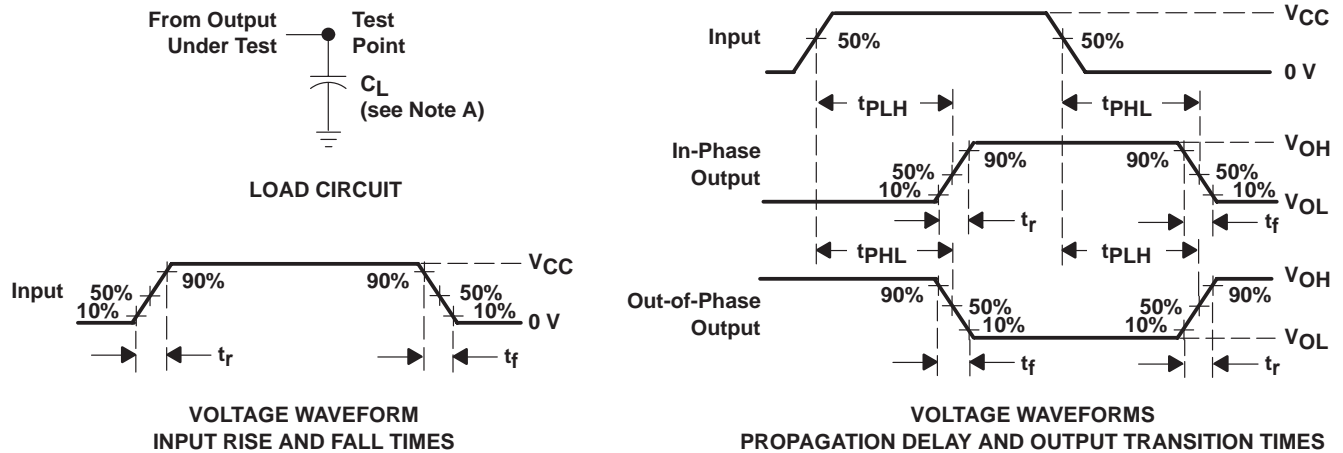 From Output
Under Test
Test
Point
CL
(see Note A)
LOAD CIRCUIT
Input
50%
10%
90%
90%
50%
10%
VCC
0 V
tr
tf
VOLTAGE WAVEFORM
INPUT RISE AND FALL TIMES
Input
50%
50%
VCC
0 V
tPLH
tPHL
In-Phase
Output
50%
10%
90%
90%
50%
10%
VOH
VOL
tr
tf
tPHL
tPLH
Out-of-Phase
Output
90%
50%
10%
50%
10%
90%
VOH
VOL
tf
tr
VOLTAGE WAVEFORMS
PROPAGATION DELAY AND OUTPUT TRANSITION TIMES